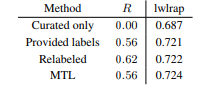 Method R lwlrap
Curated only 0.00 0.687
Provided labels 0.56 0.721
Relabeled 0.62 0.722
MTL 0.56 0.724